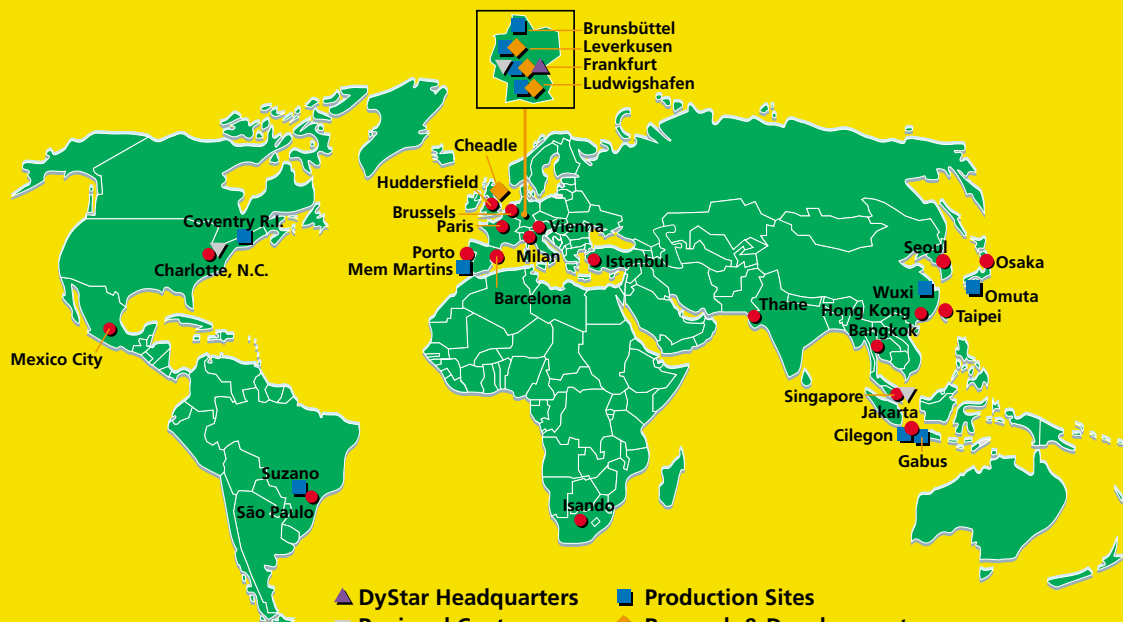 Brunsbüttel
Leverkusen
Frankfurt
Ludwigshafen
Cheadle
Huddersfield
Brussels
Paris
Vienna
Porto
Milan
Mem Martins
Istanbul
Barcelona
Coventry R.I.
Charlotte, N.C.
Mexico City
Seoul
Osaka
Wuxi
Omuta
Thane
Hong Kong
Taipei
Bangkok
Singapore
Jakarta
Cilegon
Gabus
Suzano
São Paulo
Isando
DyStar Headquarters
Production Sites